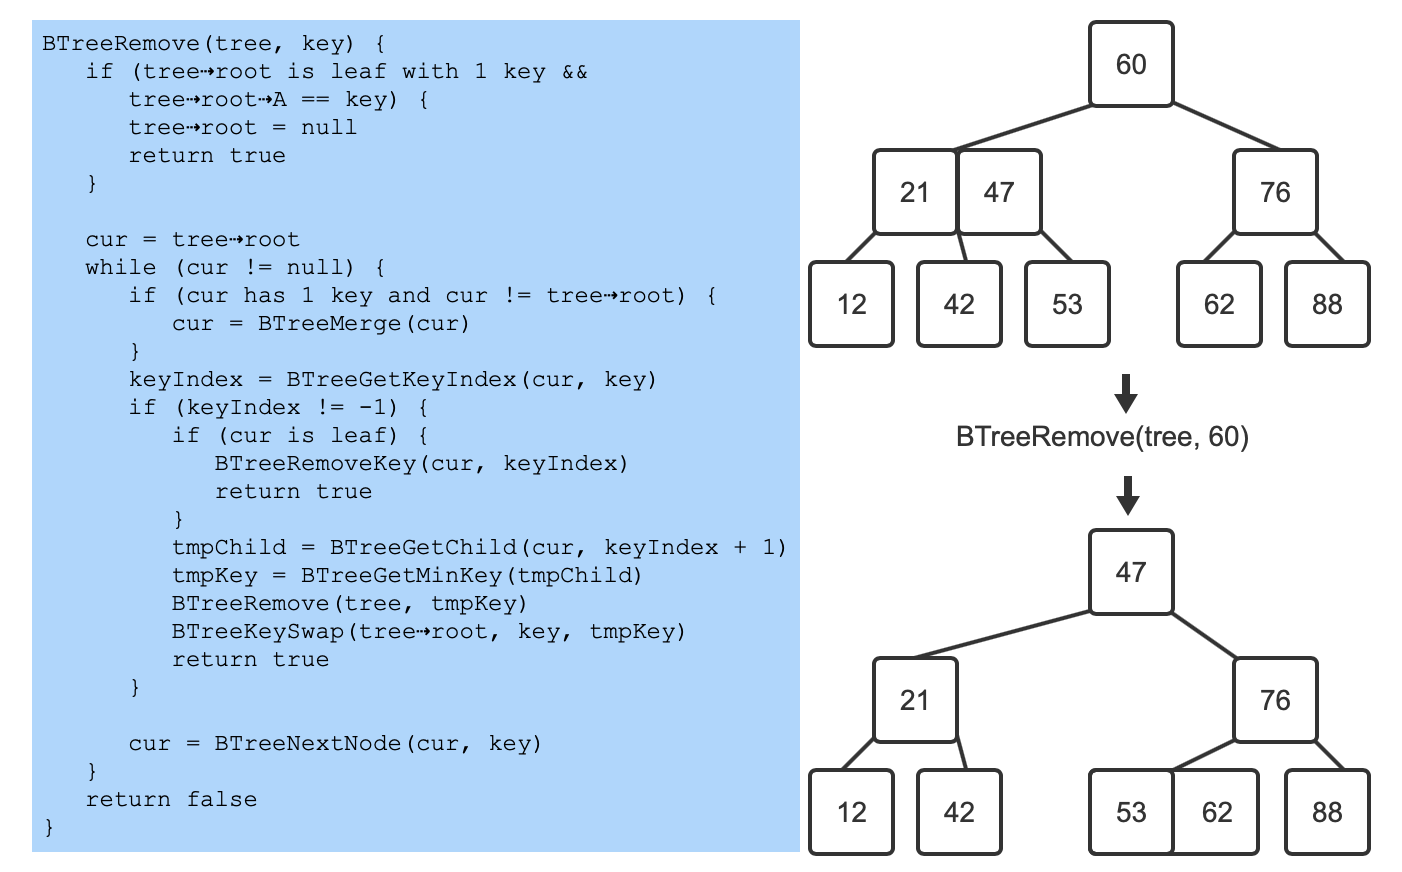 BTreeRemove(tree, key) {
   if (tree⇢root is leaf with 1 key &&
      tree⇢root⇢A == key) {
      tree⇢root = null
      return true
   }

   cur = tree⇢root
   while (cur != null) {
      if (cur has 1 key and cur != tree⇢root) {
         cur = BTreeMerge(cur)
      }
      keyIndex = BTreeGetKeyIndex(cur, key)
      if (keyIndex != -1) {
         if (cur is leaf) {
            BTreeRemoveKey(cur, keyIndex)
            return true
         }
         tmpChild = BTreeGetChild(cur, keyIndex + 1)
         tmpKey = BTreeGetMinKey(tmpChild)
         BTreeRemove(tree, tmpKey)
         BTreeKeySwap(tree⇢root, key, tmpKey)
         return true
      }

      cur = BTreeNextNode(cur, key)
   }
   return false
}
60
21 47 76
12 42 53 62 88
BTreeRemove(tree, 60)
47
21 76
12 42 53 62 88